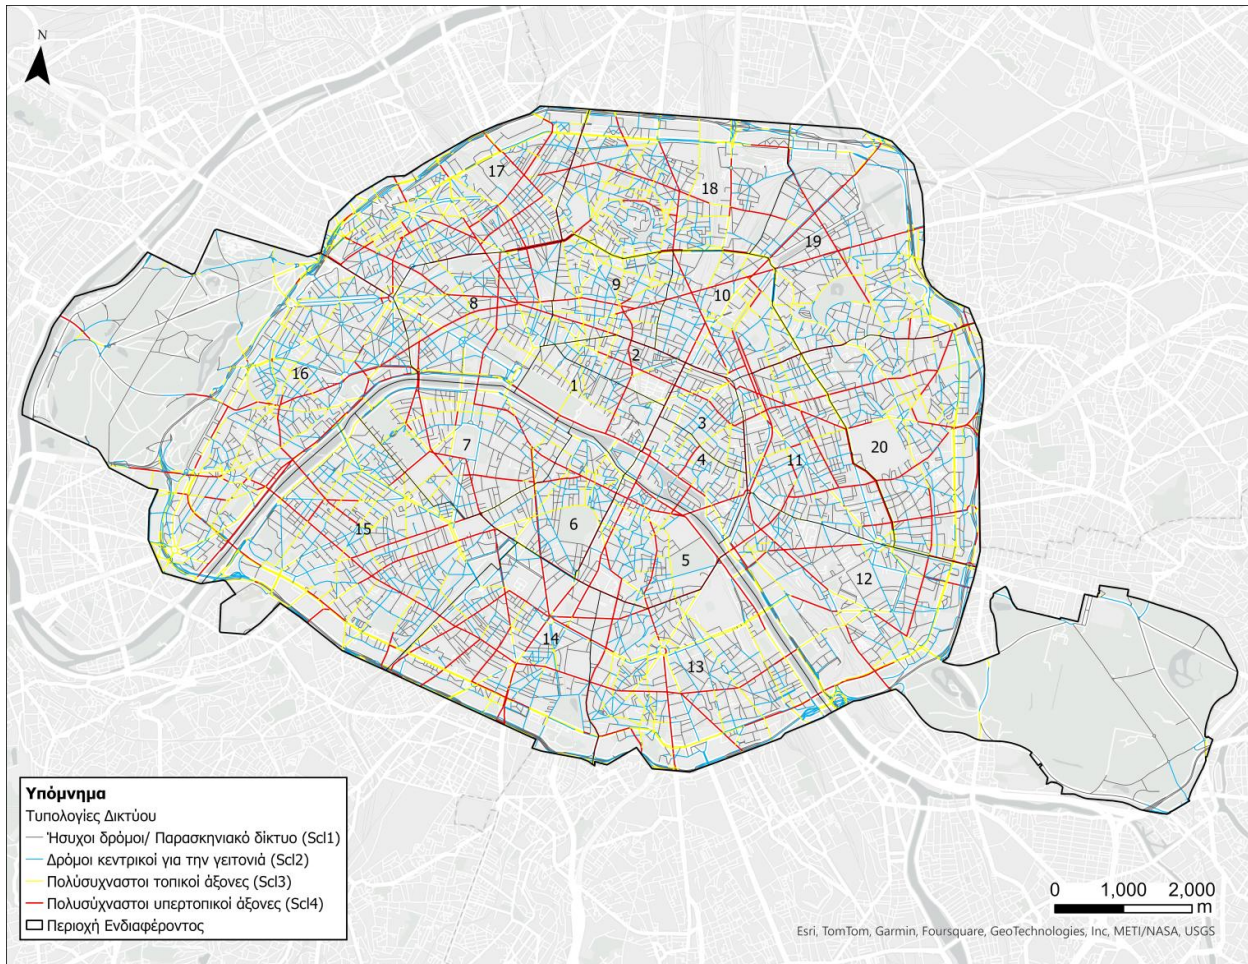 N
17
18
19
9
8
10
2
16
1
3
7
4
11
20
15
6
5
12
14
13
Υπόμνημα
Τυπολογίες Δικτύου
Ήσυχοι δρόμοι/ Παρασκηνιακό δίκτυο (Scl1)
Δρόμοι κεντρικοί για την γειτονιά (Scl2)
Πολύσυχναστοι τοπικοί άξονες (Scl3)
Πολυσύχναστοι υπερτοπικοί άξονες (Scl4)
Περιοχή Ενδιαφέροντος
0 1,000 2,000
m
Esri, TomTom, Garmin, Foursquare, GeoTechnologies, Inc, METI/NASA, USGS